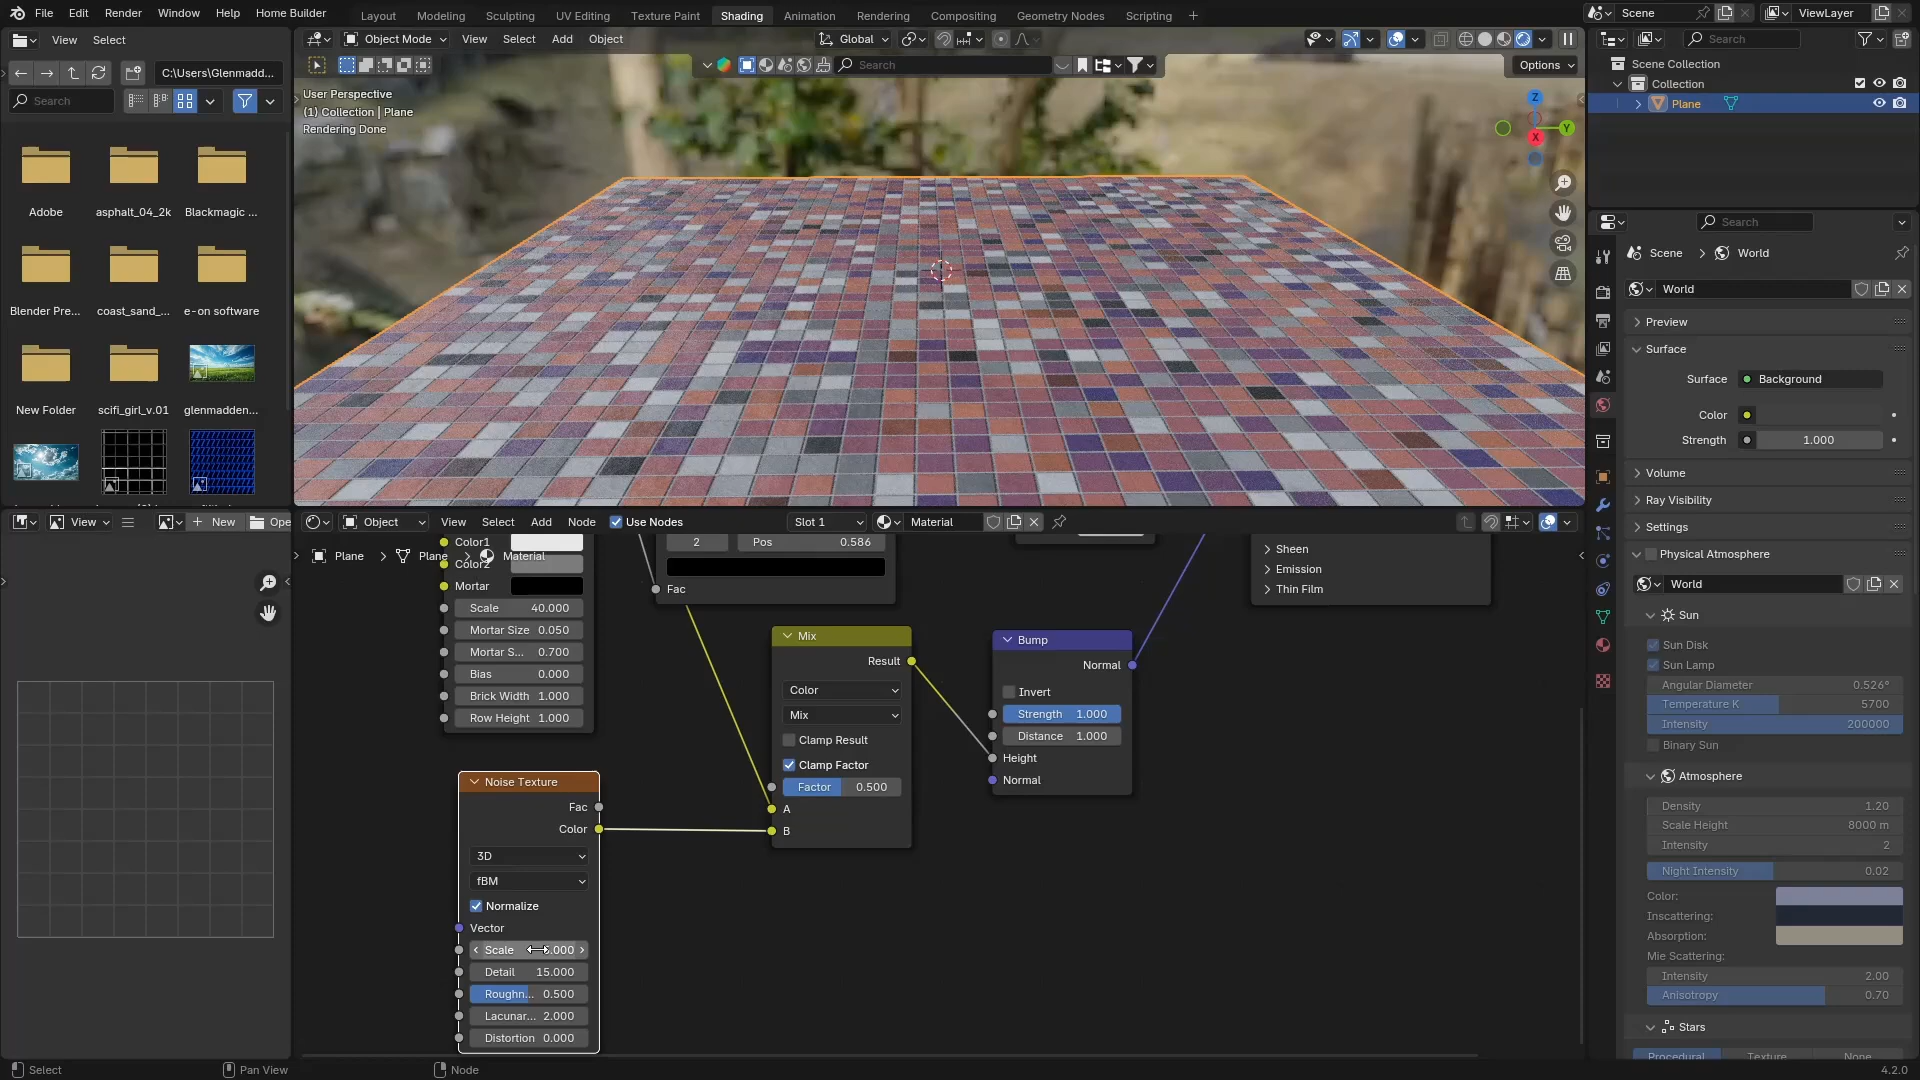 File Edit Render Window Help Home Builder
Layout Modeling Sculpting UV Editing Texture Paint Shading Animation Rendering Compositing Geometry Nodes Scripting +
Scene ViewLayer
View Select
Object Mode View Select Add Object
Global
Search
C:\Users\Glenmadd...
Search
Search
Options
User Perspective
(1) Collection | Plane
Rendering Done
Z
Y
X
Scene Collection
Collection
Plane
Adobe asphalt_04_2k Blackmagic ...
Blender Pre... coast_sand_... e-on software
New Folder scifi_girl_v.01 glenmadden...
Search
Scene > World
World
Preview
Surface
Surface Background
Color
Strength 1.000
Volume
Ray Visibility
Settings
Physical Atmosphere
World
Sun
Sun Disk
Sun Lamp
Angular Diameter 0.526°
Temperature K 5700
Intensity 200000
Binary Sun
Atmosphere
Density 1.20
Scale Height 8000 m
Intensity 2
Night Intensity 0.02
Color:
Inscattering:
Absorption:
Mie Scattering:
Intensity 2.00
Anisotropy 0.70
Stars
Procedural Texture None
View + New Ope
Object View Select Add Node Use Nodes Slot 1 Material
Plane > Plane > Material
Color1
Color2
Mortar
Scale 40.000
Mortar Size 0.050
Mortar S... 0.700
Bias 0.000
Brick Width 1.000
Row Height 1.000
2 Pos 0.586
Fac
Mix
Result
Color
Mix
Clamp Result
Clamp Factor
Factor 0.500
A
B
Bump
Normal
Invert
Strength 1.000
Distance 1.000
Height
Normal
Sheen
Emission
Thin Film
Noise Texture
Fac
Color
3D
fBM
Normalize
Vector
Scale
Detail 15.000
Roughn... 0.500
Lacunar... 2.000
Distortion 0.000
Select Pan View Node 4.2.0